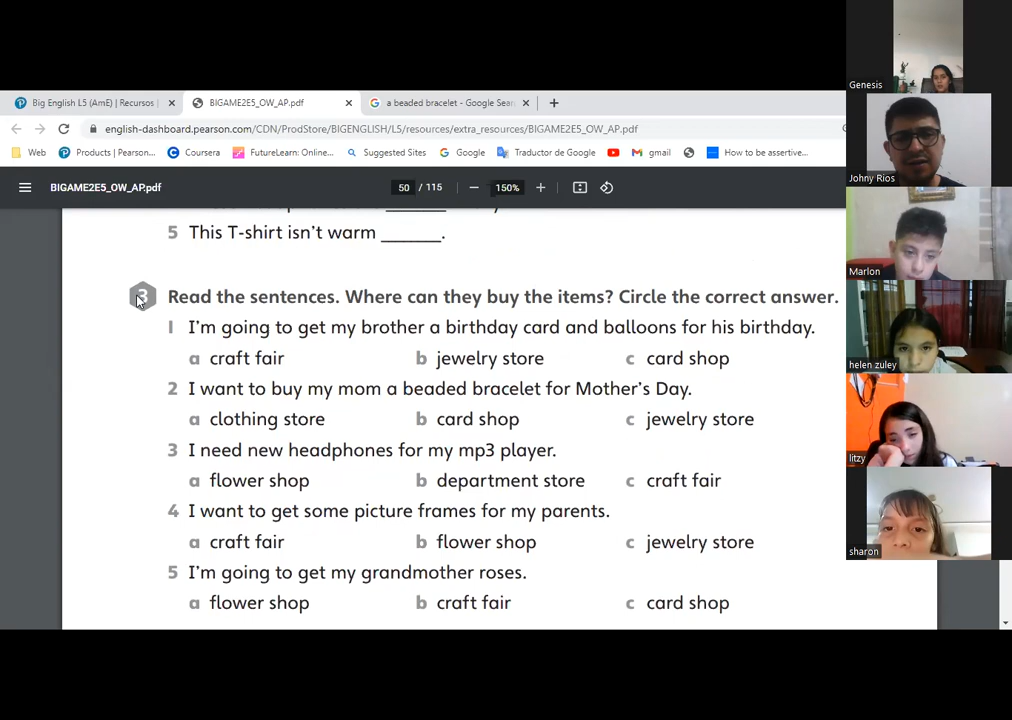 Genesis
Big English L5 (AmE) | Recursos |
BIGAME2E5_OW_AP.pdf
a beaded bracelet - Google Sear
english-dashboard.pearson.com/CDN/ProdStore/BIGENGLISH/L5/resources/extra_resources/BIGAME2E5_OW_AP.pdf
Web Products | Pearson... Coursera FutureLearn: Online... Suggested Sites Google Traductor de Google Pearson gmail How to be assertive...
Johny Rios
BIGAME2E5_OW_AP.pdf 50 / 115 150%
5 This T-shirt isn't warm _______.
Marlon
3 Read the sentences. Where can they buy the items? Circle the correct answer.
1 I'm going to get my brother a birthday card and balloons for his birthday.
a craft fair b jewelry store c card shop
helen zuley
2 I want to buy my mom a beaded bracelet for Mother's Day.
a clothing store b card shop c jewelry store
3 I need new headphones for my mp3 player.
litzy
a flower shop b department store c craft fair
4 I want to get some picture frames for my parents.
a craft fair b flower shop c jewelry store
sharon
5 I'm going to get my grandmother roses.
a flower shop b craft fair c card shop